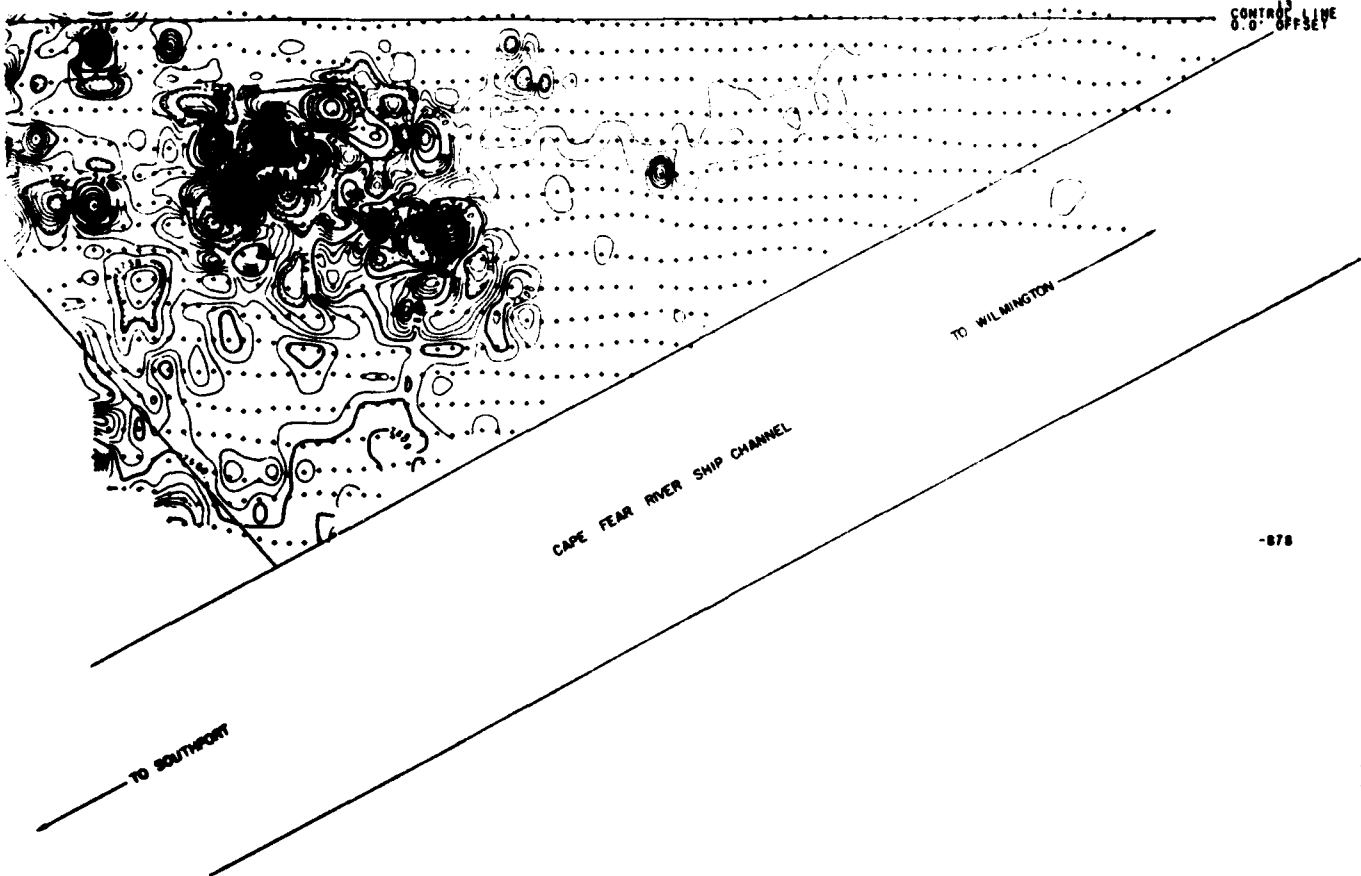 13
CONTROL LINE
0.0' OFFSET
TO WILMINGTON
CAPE FEAR RIVER SHIP CHANNEL
-878
TO SOUTHPORT